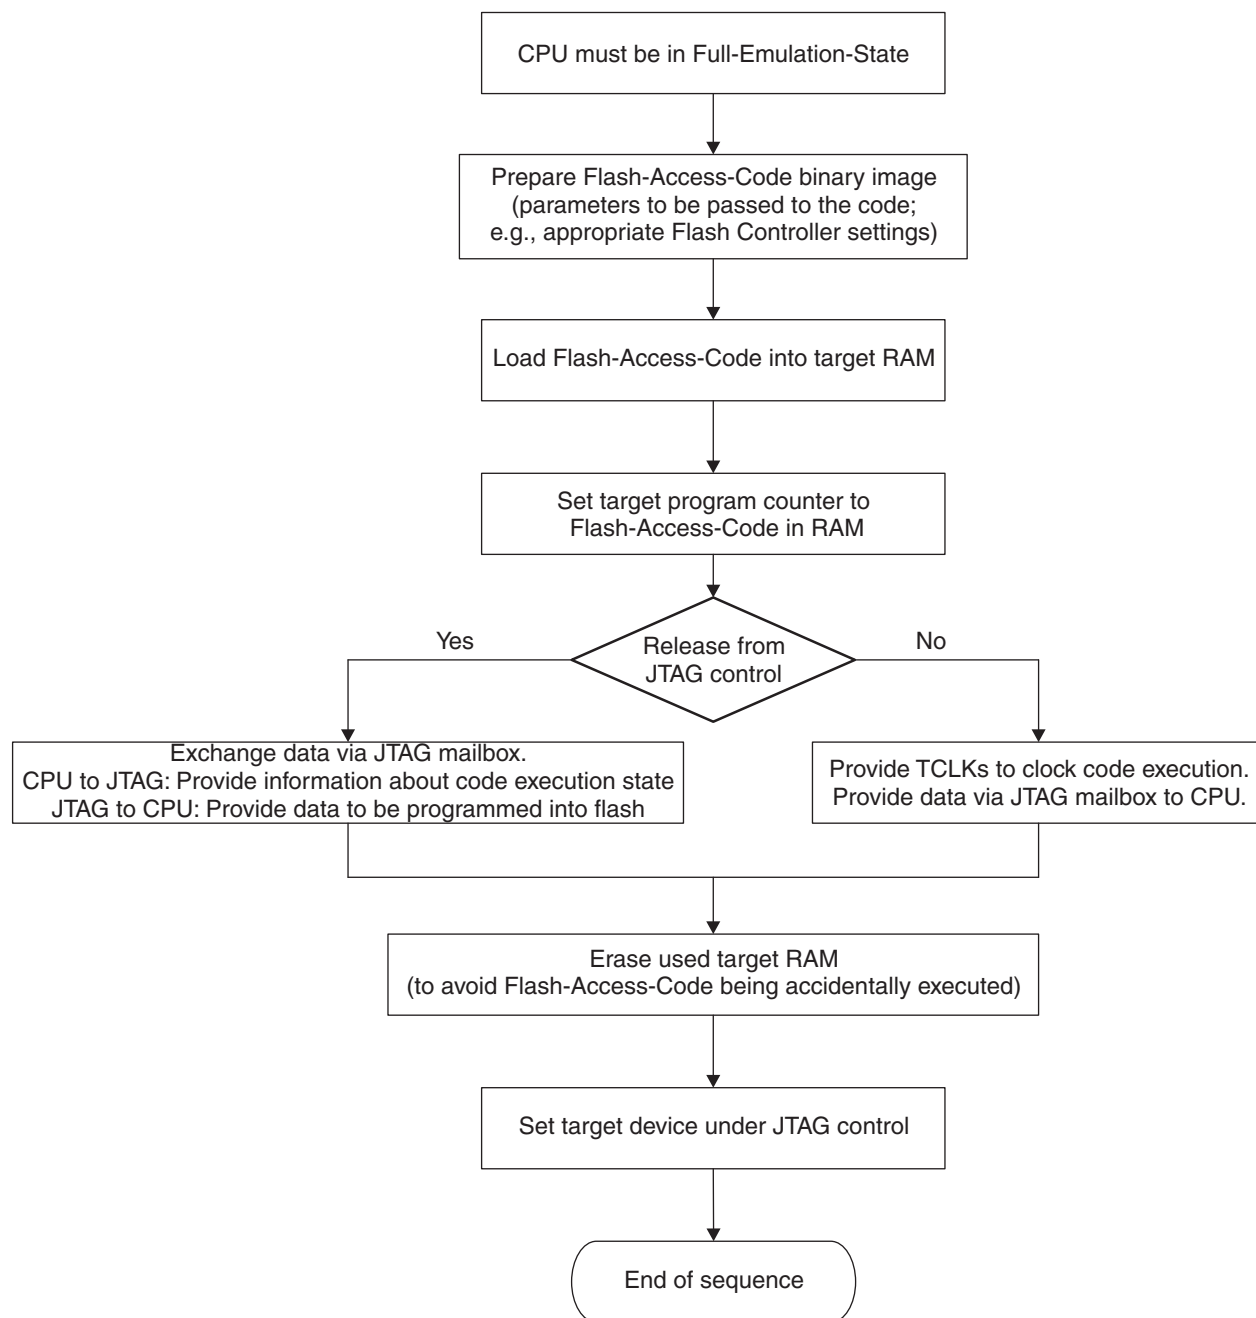 CPU must be in Full-Emulation-State
Prepare Flash-Access-Code binary image
(parameters to be passed to the code;
e.g., appropriate Flash Controller settings)
Load Flash-Access-Code into target RAM
Set target program counter to
Flash-Access-Code in RAM
Release from
JTAG control
Yes
No
Exchange data via JTAG mailbox.
CPU to JTAG: Provide information about code execution state
JTAG to CPU: Provide data to be programmed into flash
Provide TCLKs to clock code execution.
Provide data via JTAG mailbox to CPU.
Erase used target RAM
(to avoid Flash-Access-Code being accidentally executed)
Set target device under JTAG control
End of sequence